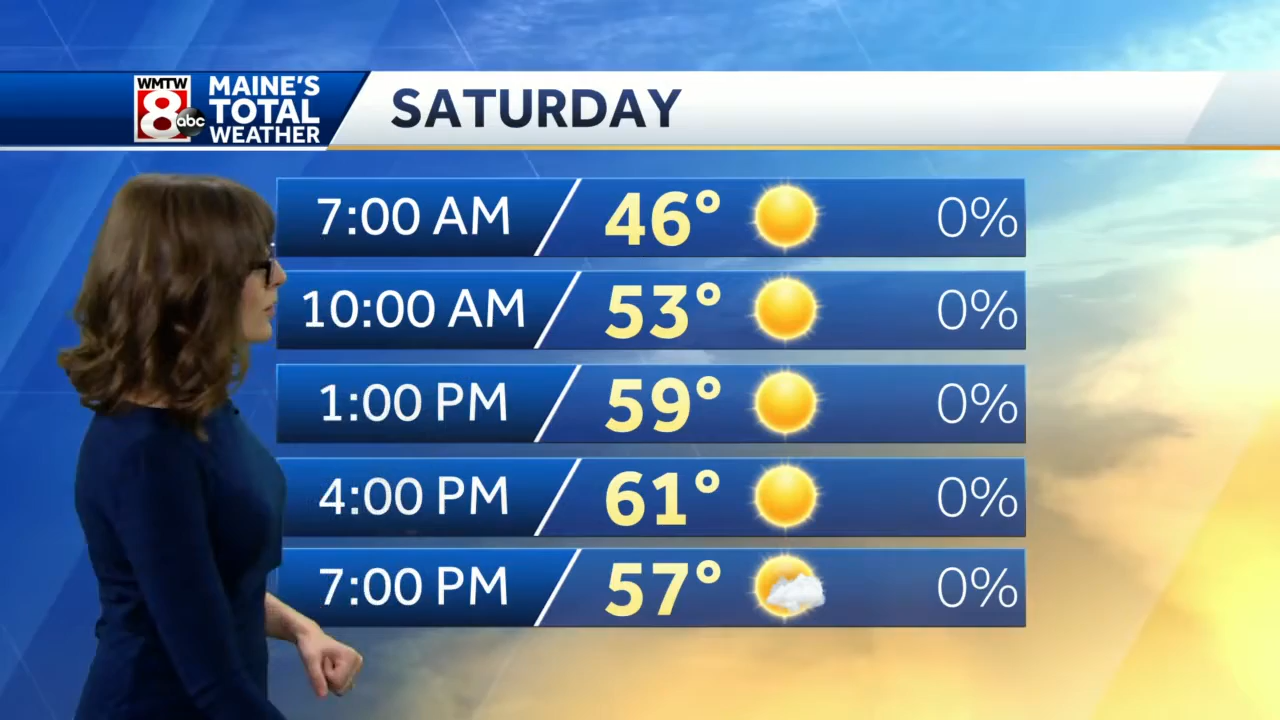 WMTW
8
abc
MAINE'S
TOTAL
WEATHER
SATURDAY
7:00 AM 46° 0%
10:00 AM 53° 0%
1:00 PM 59° 0%
4:00 PM 61° 0%
7:00 PM 57° 0%